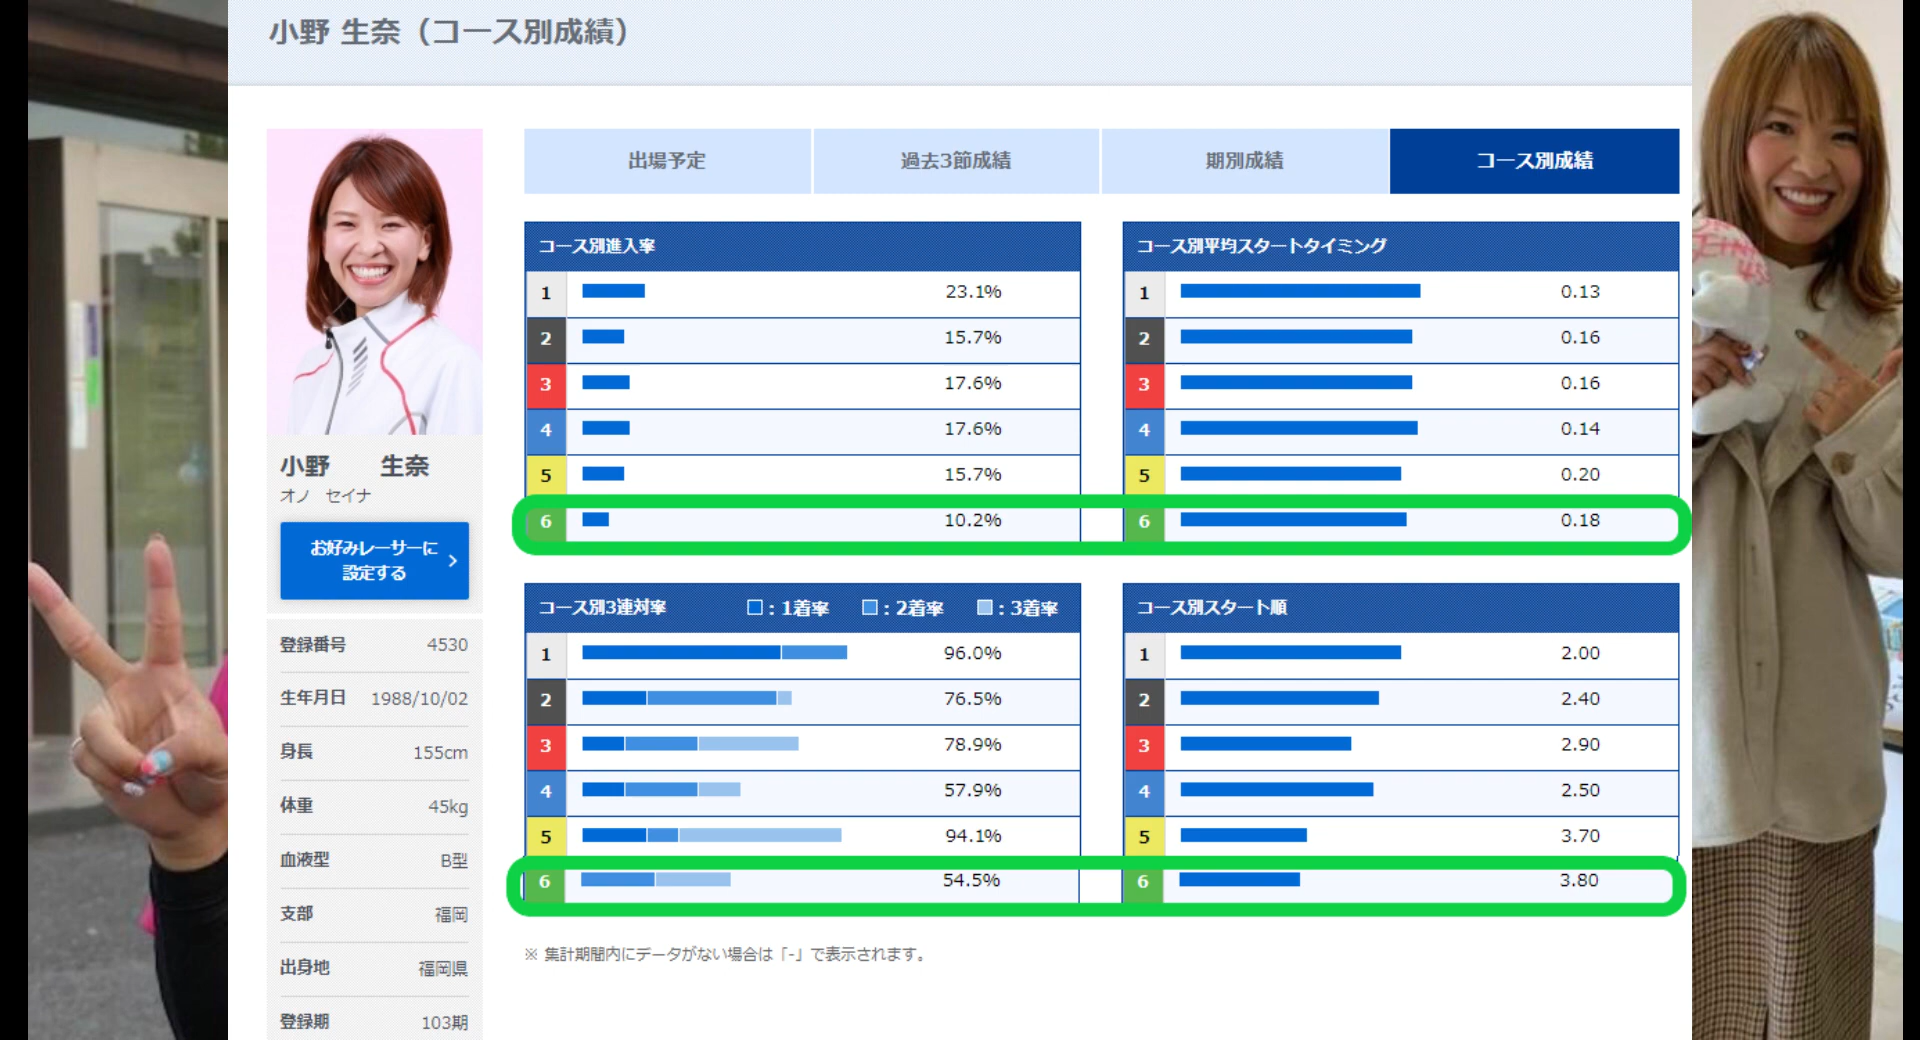 小野 生奈（コース別成績）
出場予定
過去3節成績
期別成績
コース別成績
小野 生奈
オノ セイナ
お好みレーサーに
設定する
登録番号 4530
生年月日 1988/10/02
身長 155cm
体重 45kg
血液型 B型
支部 福岡
出身地 福岡県
登録期 103期
コース別進入率
1 23.1%
2 15.7%
3 17.6%
4 17.6%
5 15.7%
6 10.2%
コース別平均スタートタイミング
1 0.13
2 0.16
3 0.16
4 0.14
5 0.20
6 0.18
コース別3連対率 □：1着率 □：2着率 □：3着率
1 96.0%
2 76.5%
3 78.9%
4 57.9%
5 94.1%
6 54.5%
コース別スタート順
1 2.00
2 2.40
3 2.90
4 2.50
5 3.70
6 3.80
※ 集計期間内にデータがない場合は「-」で表示されます。